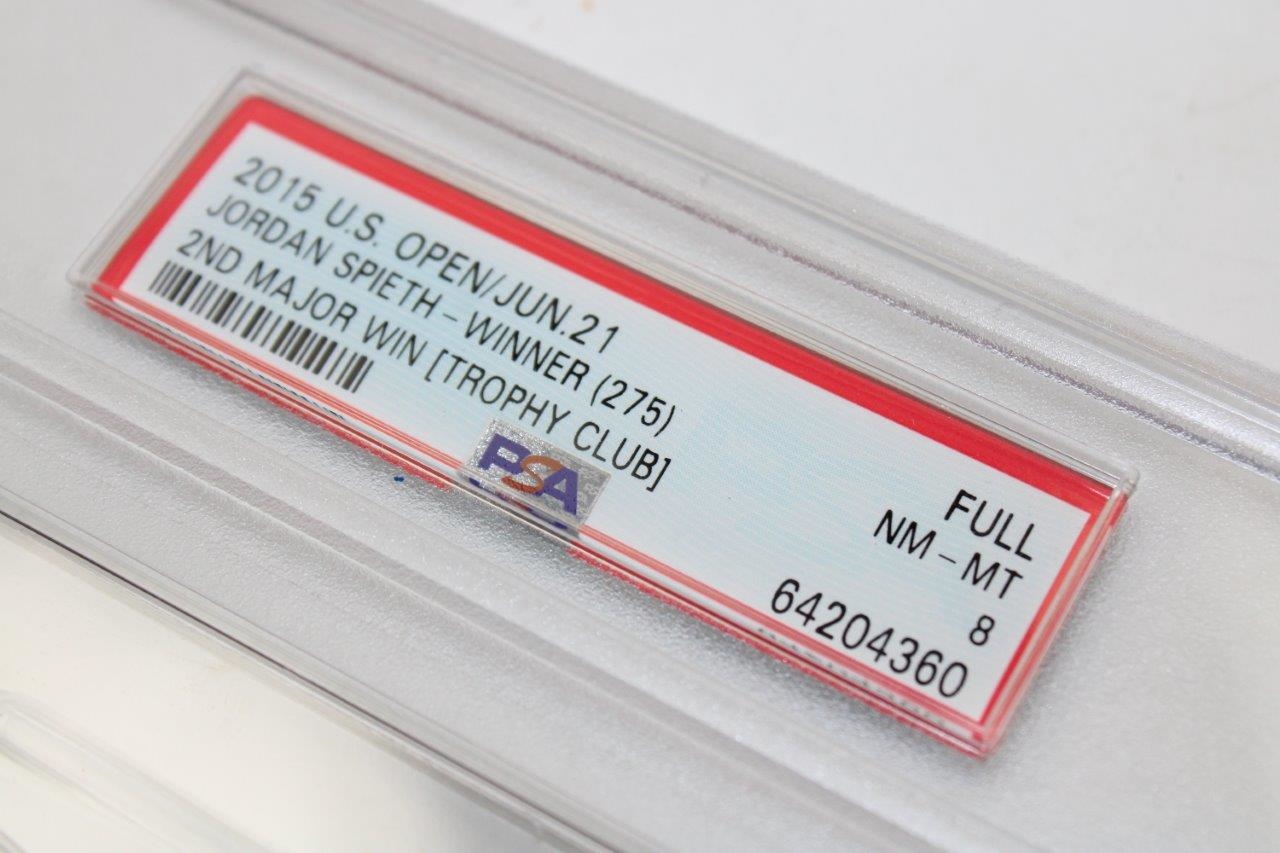 2015 U.S. OPEN/JUN.21
JORDAN SPIETH - WINNER (275)
2ND MAJOR WIN [TROPHY CLUB]
PSA
FULL
NM - MT
8
64204360